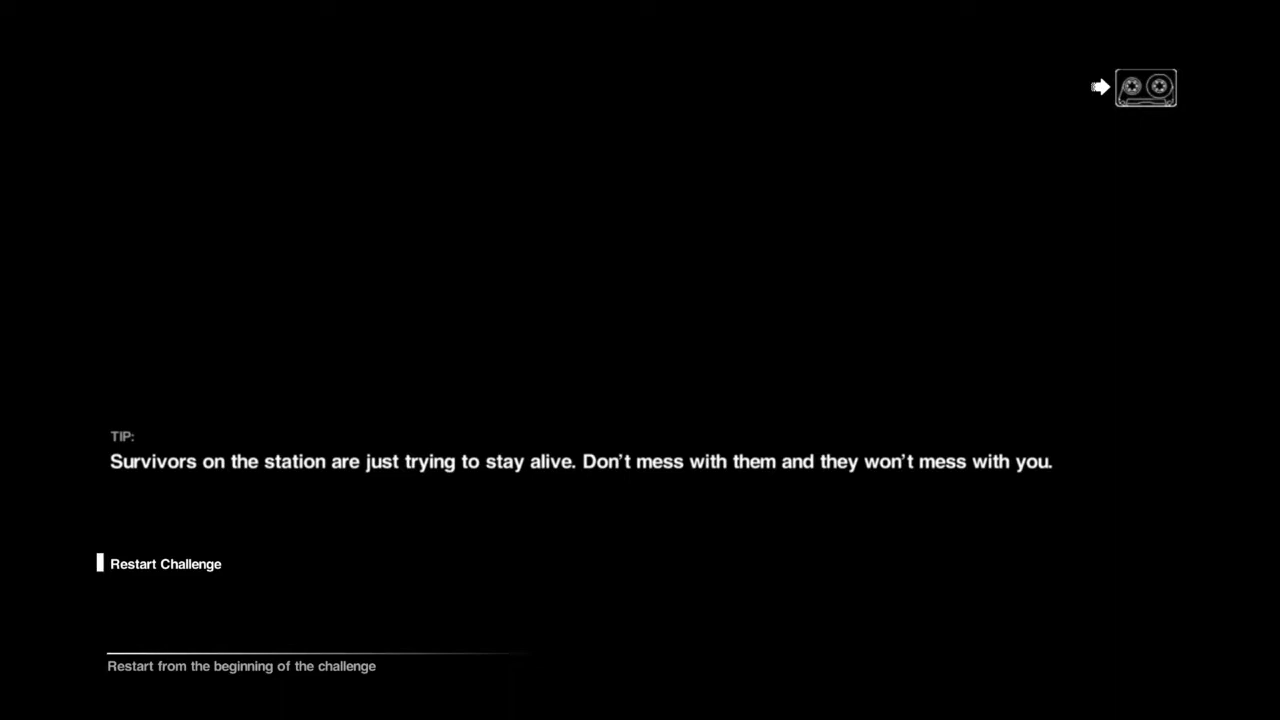 TIP:
Survivors on the station are just trying to stay alive. Don't mess with them and they won't mess with you.
Restart Challenge
Restart from the beginning of the challenge